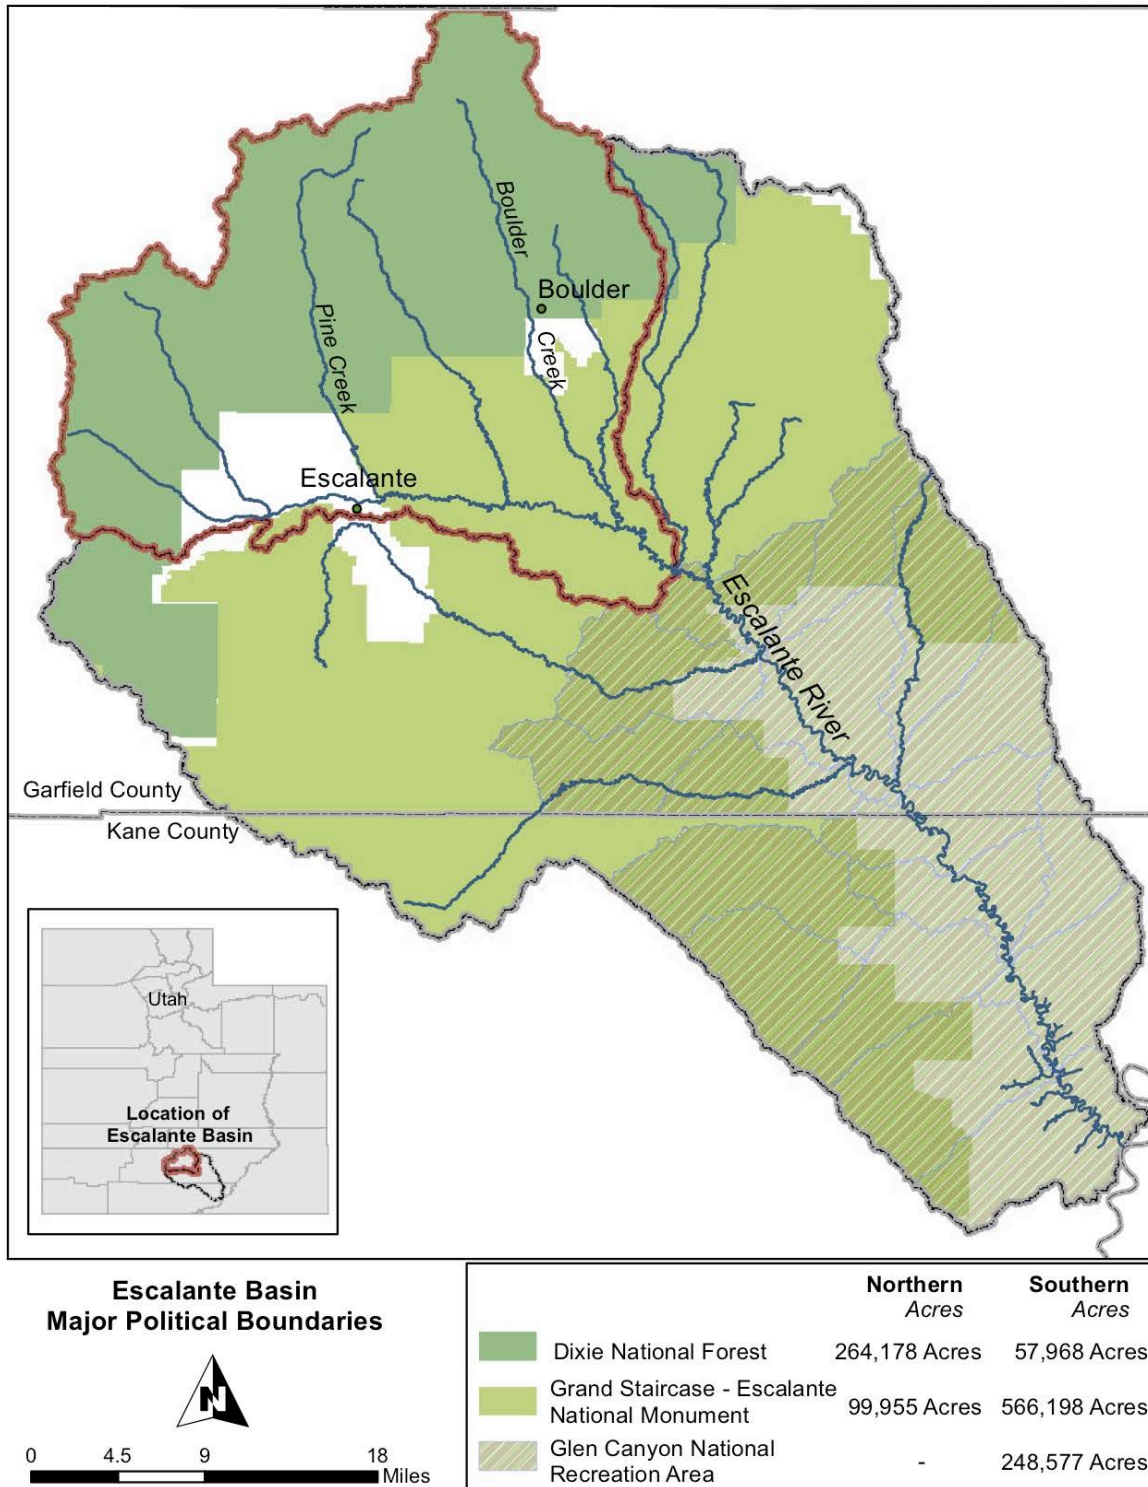 Boulder
Boulder
Pine Creek
Creek
Escalante
Escalante River
Garfield County
Kane County
Utah
Location of
Escalante Basin
Escalante Basin
Major Political Boundaries
N
0 4.5 9 18
Miles
Northern Southern
Acres Acres
Dixie National Forest 264,178 Acres 57,968 Acres
Grand Staircase - Escalante
National Monument 99,955 Acres 566,198 Acres
Glen Canyon National
Recreation Area - 248,577 Acres